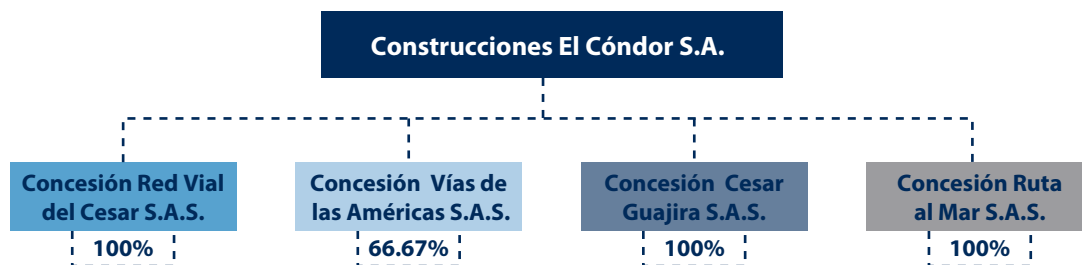 Construcciones El Cóndor S.A.
Concesión Red Vial
del Cesar S.A.S.
100%
Concesión Vías de
las Américas S.A.S.
66.67%
Concesión Cesar
Guajira S.A.S.
100%
Concesión Ruta
al Mar S.A.S.
100%